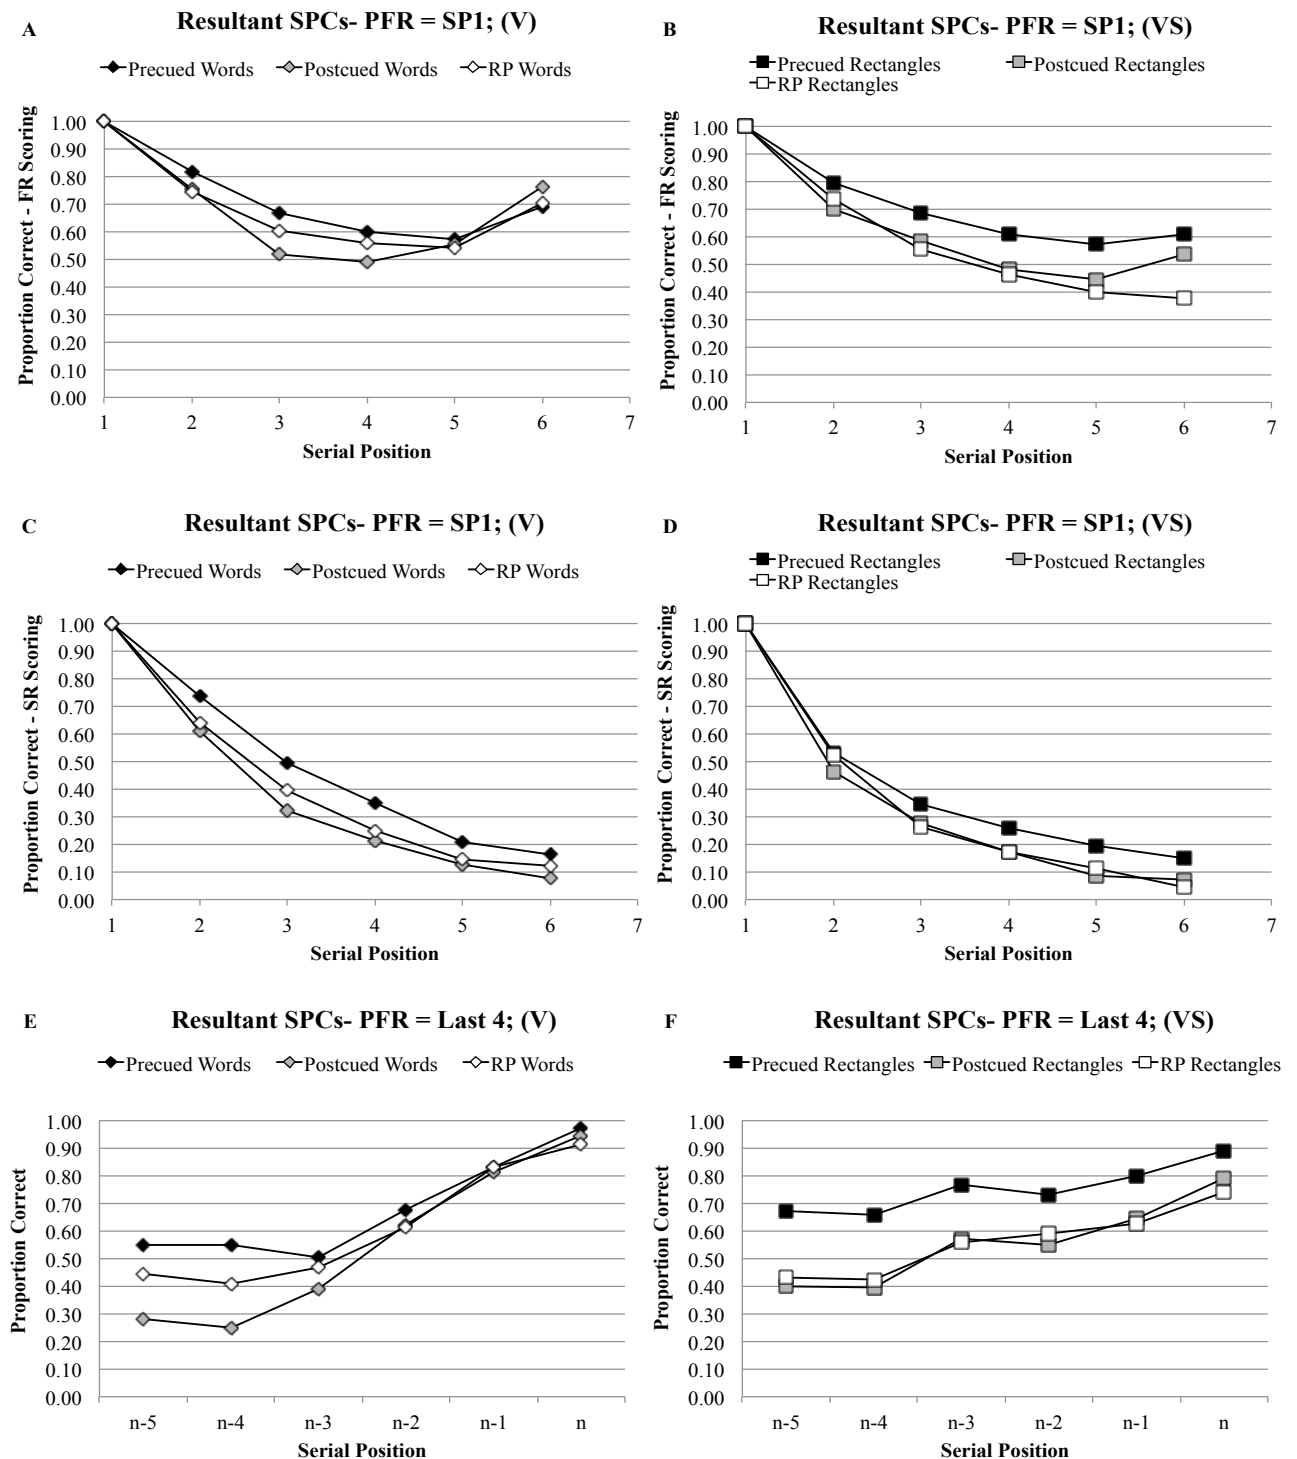 A
Resultant SPCs- PFR = SP1; (V)
Precued Words
Postcued Words
RP Words
Proportion Correct - FR Scoring
1.00
0.90
0.80
0.70
0.60
0.50
0.40
0.30
0.20
0.10
0.00
1 2 3 4 5 6 7
Serial Position
B
Resultant SPCs- PFR = SP1; (VS)
Precued Rectangles
Postcued Rectangles
RP Rectangles
Proportion Correct - FR Scoring
1.00
0.90
0.80
0.70
0.60
0.50
0.40
0.30
0.20
0.10
0.00
1 2 3 4 5 6 7
Serial Position
C
Resultant SPCs- PFR = SP1; (V)
Precued Words
Postcued Words
RP Words
Proportion Correct - SR Scoring
1.00
0.90
0.80
0.70
0.60
0.50
0.40
0.30
0.20
0.10
0.00
1 2 3 4 5 6 7
Serial Position
D
Resultant SPCs- PFR = SP1; (VS)
Precued Rectangles
Postcued Rectangles
RP Rectangles
Proportion Correct - SR Scoring
1.00
0.90
0.80
0.70
0.60
0.50
0.40
0.30
0.20
0.10
0.00
1 2 3 4 5 6 7
Serial Position
E
Resultant SPCs- PFR = Last 4; (V)
Precued Words
Postcued Words
RP Words
Proportion Correct
1.00
0.90
0.80
0.70
0.60
0.50
0.40
0.30
0.20
0.10
0.00
n-5 n-4 n-3 n-2 n-1 n
Serial Position
F
Resultant SPCs- PFR = Last 4; (VS)
Precued Rectangles
Postcued Rectangles
RP Rectangles
Proportion Correct
1.00
0.90
0.80
0.70
0.60
0.50
0.40
0.30
0.20
0.10
0.00
n-5 n-4 n-3 n-2 n-1 n
Serial Position